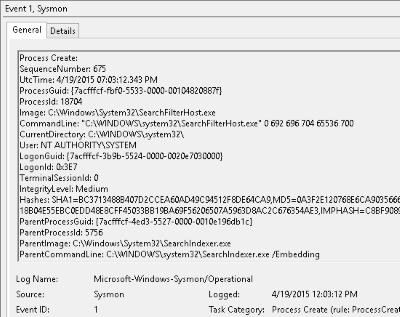 Event 1, Sysmon
General Details
Process Create:
SequenceNumber: 675
UtcTime: 4/19/2015 07:03:12.343 PM
ProcessGuid: {7acfffcf-fbf0-5533-0000-00104820887f}
ProcessId: 18704
Image: C:\Windows\System32\SearchFilterHost.exe
CommandLine: "C:\WINDOWS\system32\SearchFilterHost.exe" 0 692 696 704 65536 700
CurrentDirectory: C:\WINDOWS\system32\
User: NT AUTHORITY\SYSTEM
LogonGuid: {7acfffcf-3b9b-5524-0000-0020e7030000}
LogonId: 0x3E7
TerminalSessionId: 0
IntegrityLevel: Medium
Hashes: SHA1=BC3713488B407D2CCEA60AD49C94512F8DE64CA9,MD5=0A3F2E120768E6CA9035666
18B04E55EBC0EDD48E8CFF45033BB19BA69F56206507A5963D8AC2C676354AE3,IMPHASH=C8BF9089
ParentProcessGuid: {7acfffcf-4ed3-5527-0000-0010e196db1c}
ParentProcessId: 5756
ParentImage: C:\Windows\System32\SearchIndexer.exe
ParentCommandLine: C:\WINDOWS\system32\SearchIndexer.exe /Embedding
Log Name: Microsoft-Windows-Sysmon/Operational
Source: Sysmon Logged: 4/19/2015 12:03:12 PM
Event ID: 1 Task Category: Process Create (rule: ProcessCreat